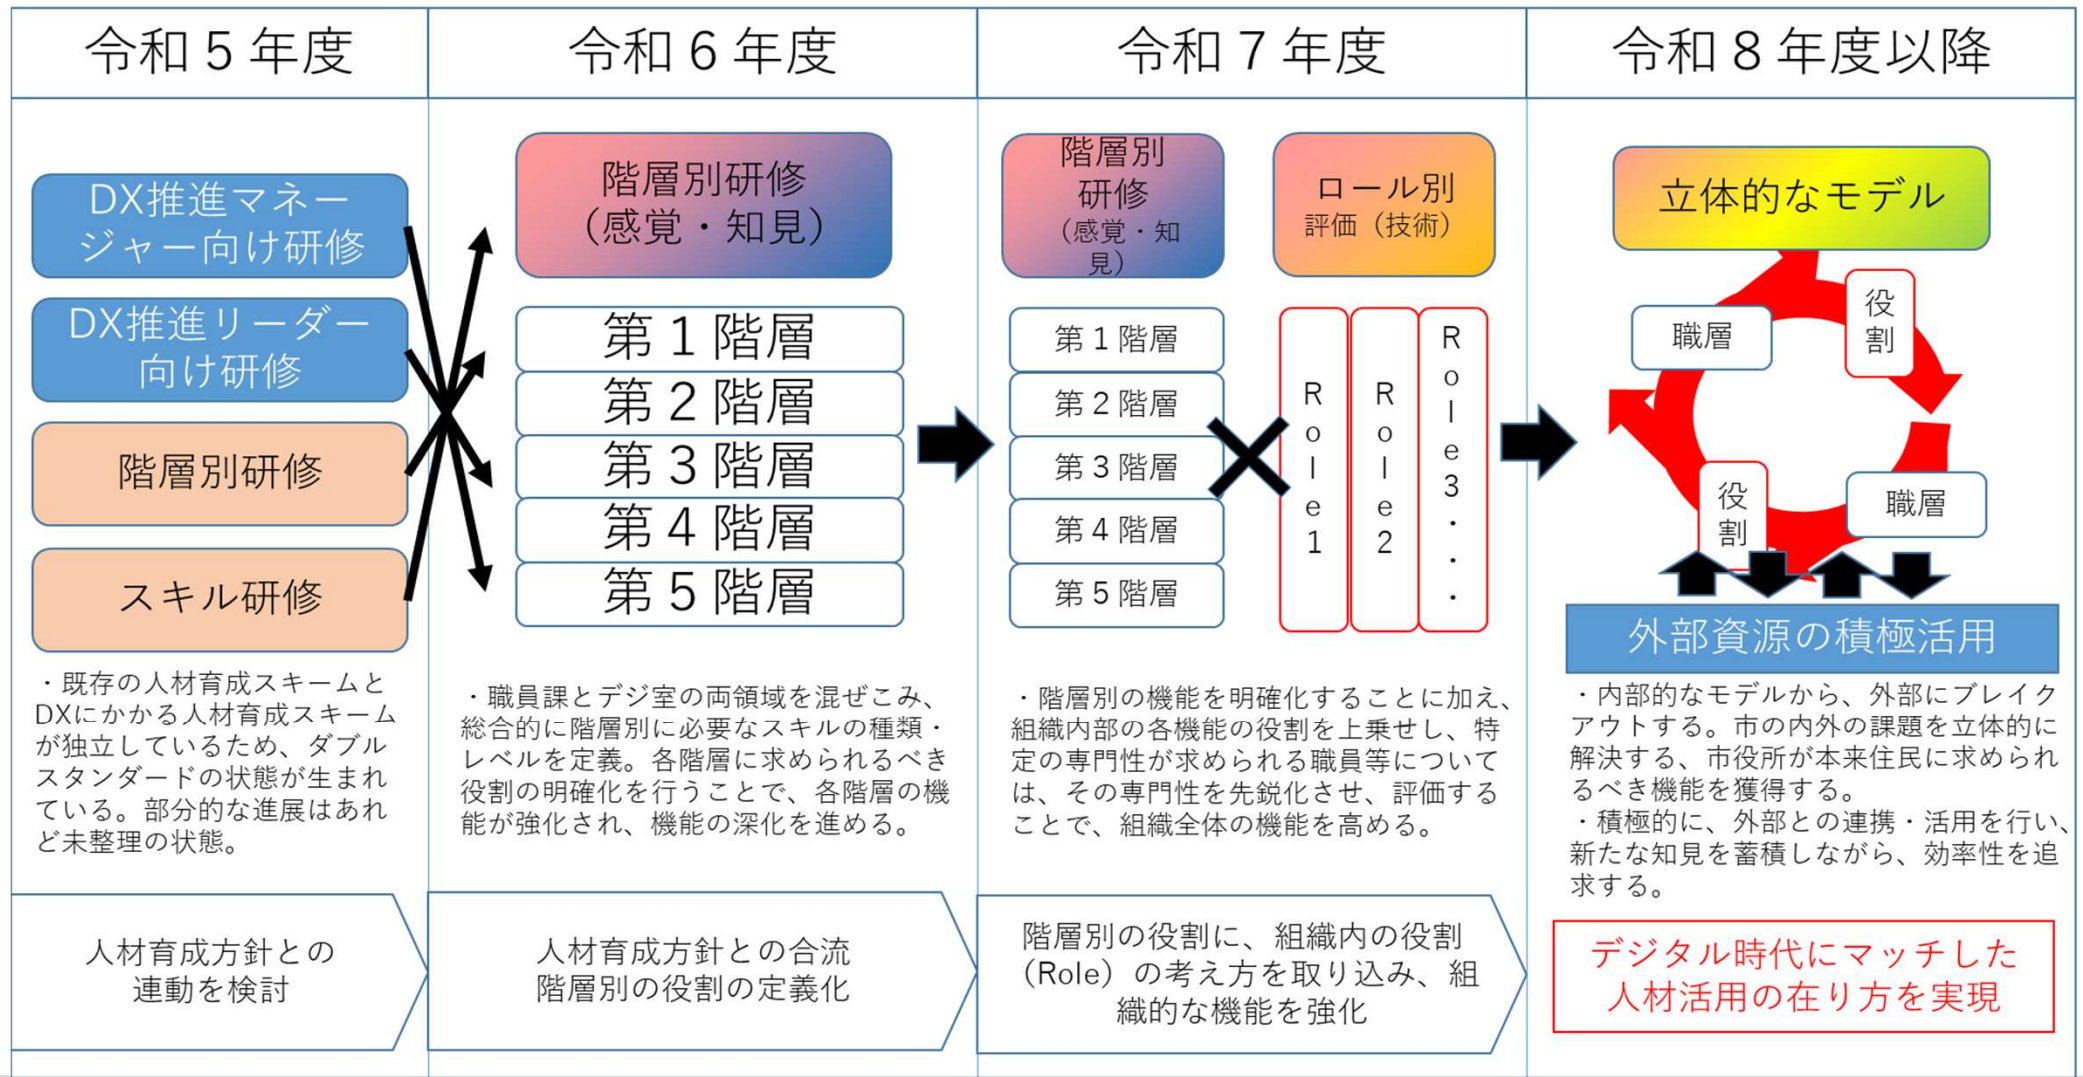 令和５年度
令和６年度
令和７年度
令和８年度以降
DX推進マネー
ジャー向け研修
DX推進リーダー
向け研修
階層別研修
スキル研修
・既存の人材育成スキームと
DXにかかる人材育成スキーム
が独立しているため、ダブル
スタンダードの状態が生まれ
ている。部分的な進展はあれ
ど未整理の状態。
人材育成方針との
連動を検討
階層別研修
（感覚・知見）
第１階層
第２階層
第３階層
第４階層
第５階層
・職員課とデジ室の両領域を混ぜこみ、
総合的に階層別に必要なスキルの種類・
レベルを定義。各階層に求められるべき
役割の明確化を行うことで、各階層の機
能が強化され、機能の深化を進める。
人材育成方針との合流
階層別の役割の定義化
階層別
研修
（感覚・知
見）
第１階層
第２階層
第３階層
第４階層
第５階層
ロール別
評価（技術）
Role1
Role2
Role3・・・
・階層別の機能を明確化することに加え、
組織内部の各機能の役割を上乗せし、特
定の専門性が求められる職員等について
は、その専門性を先鋭化させ、評価する
ことで、組織全体の機能を高める。
階層別の役割に、組織内の役割
（Role）の考え方を取り込み、組
織的な機能を強化
立体的なモデル
職層
役割
役割
職層
外部資源の積極活用
・内部的なモデルから、外部にブレイク
アウトする。市の内外の課題を立体的に
解決する、市役所が本来住民に求められ
るべき機能を獲得する。
・積極的に、外部との連携・活用を行い、
新たな知見を蓄積しながら、効率性を追
求する。
デジタル時代にマッチした
人材活用の在り方を実現